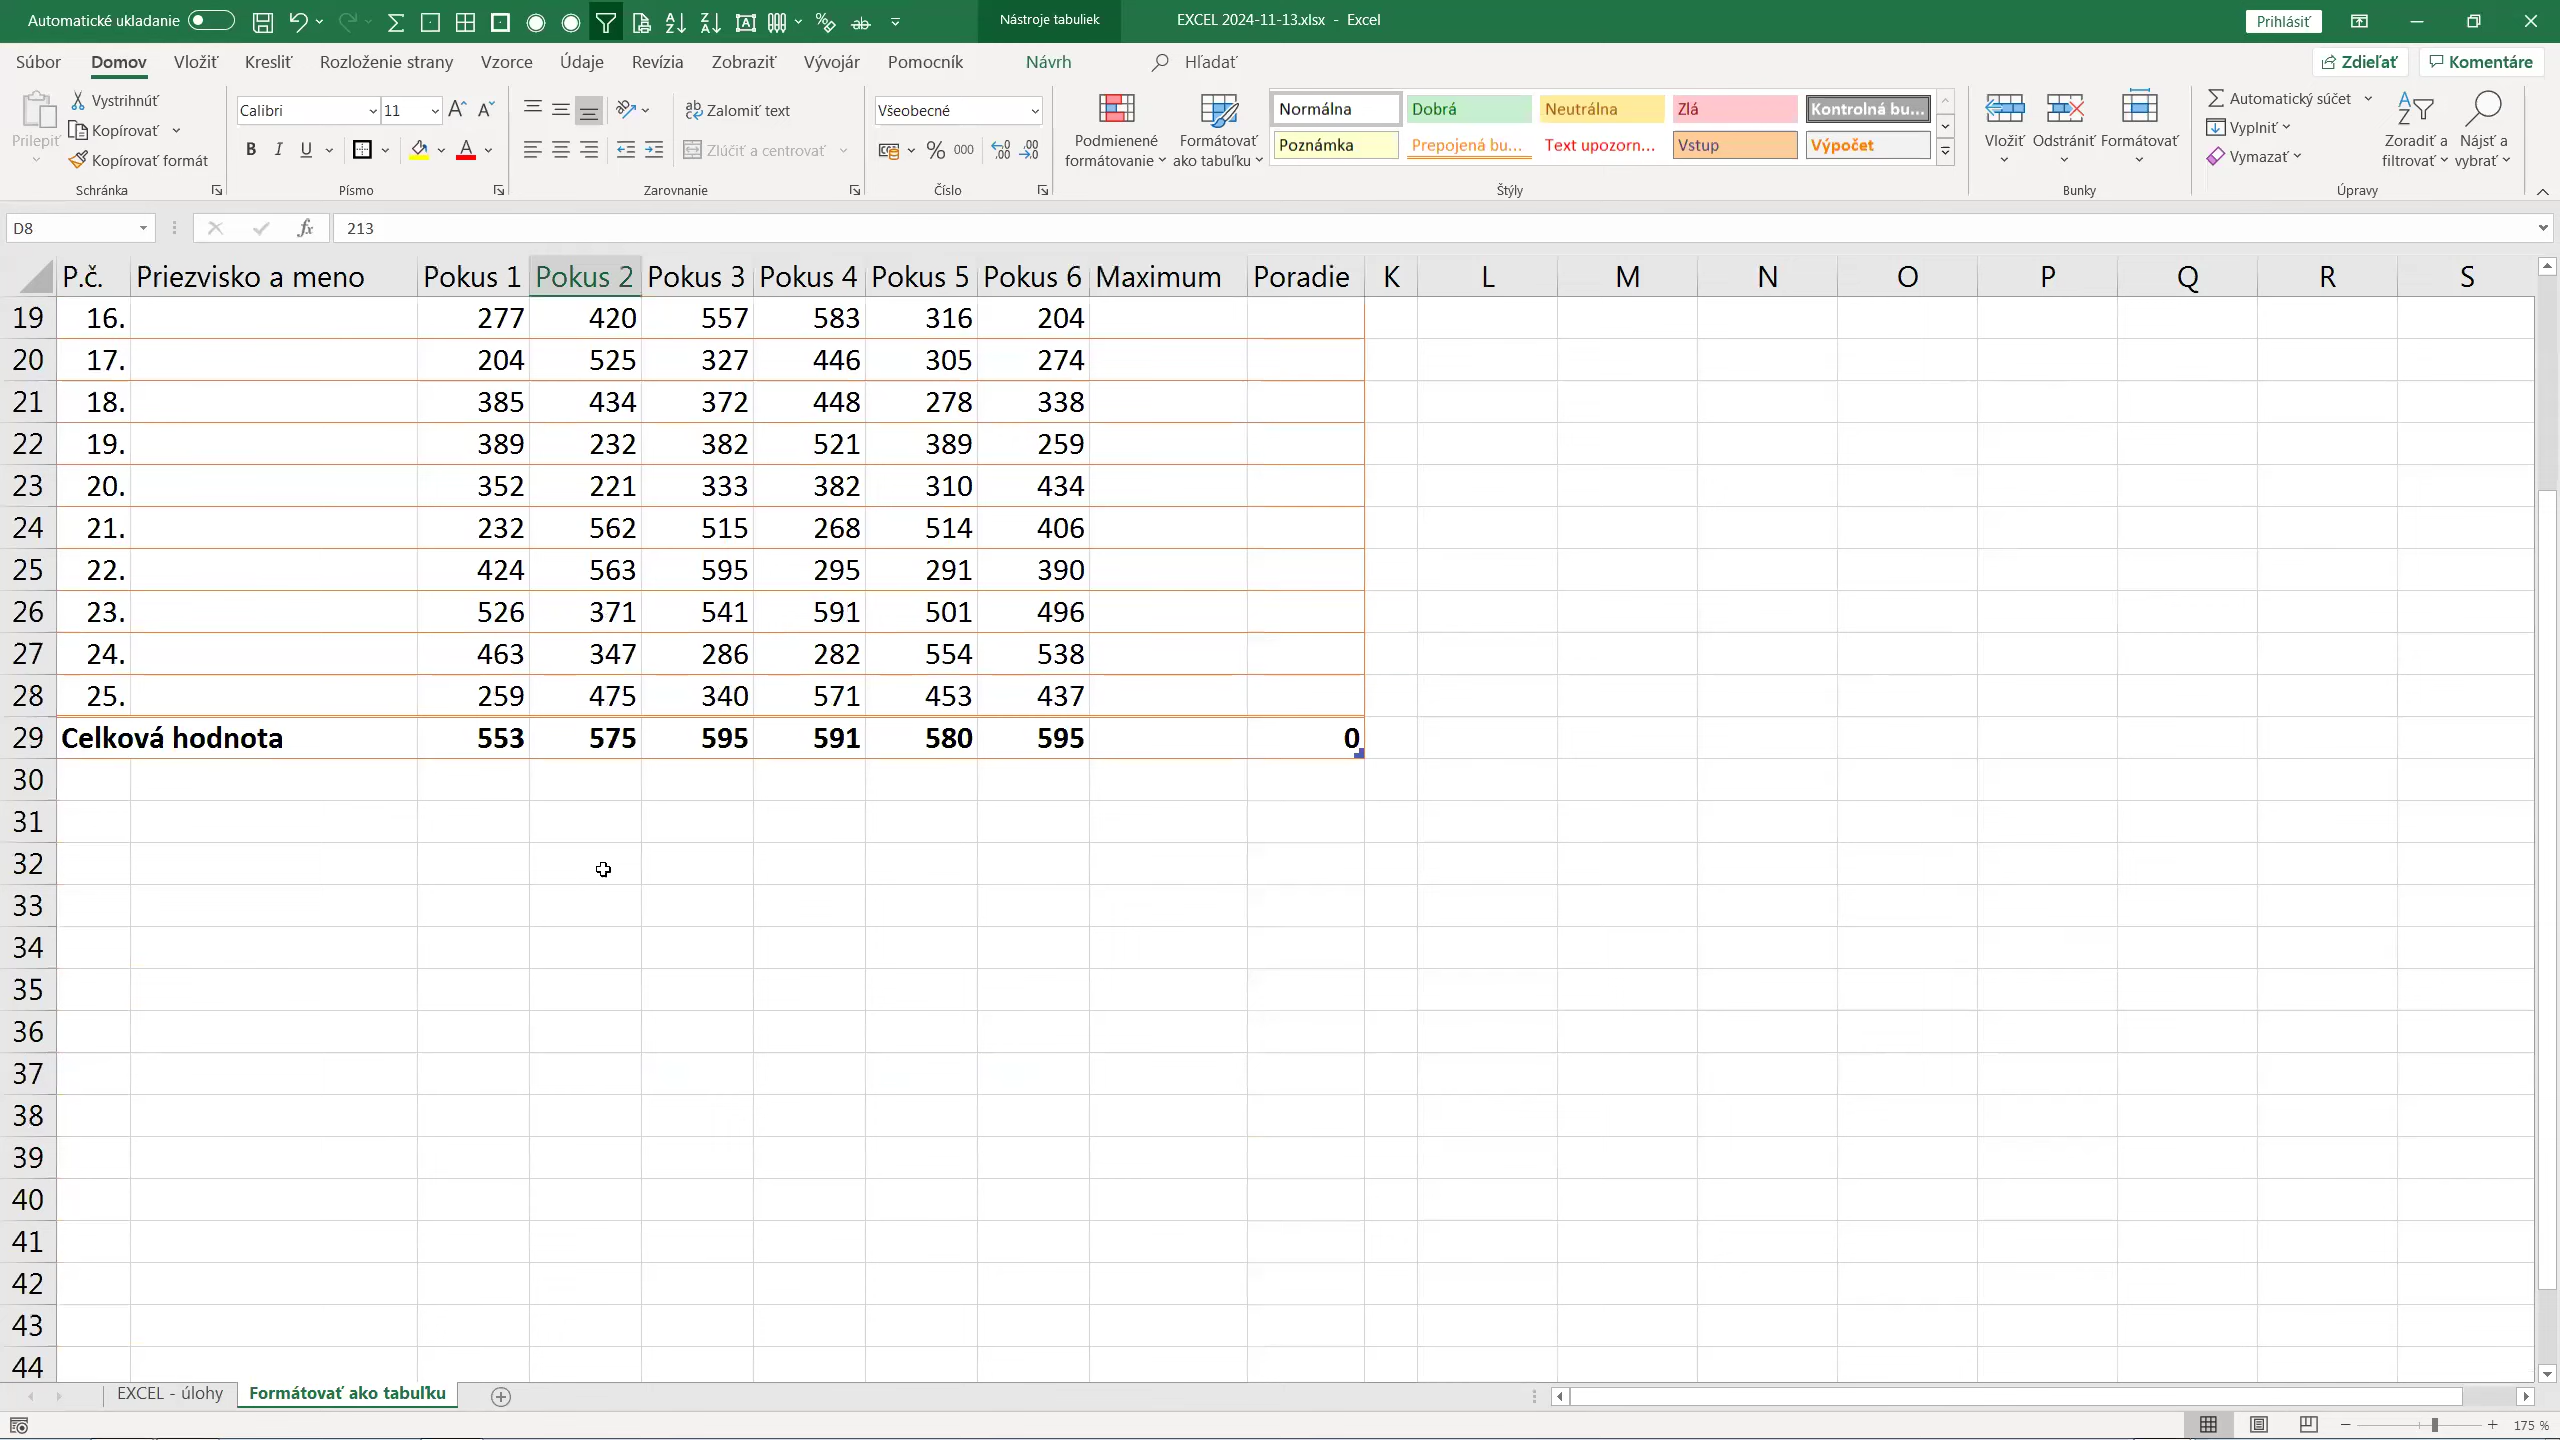 Automatické ukladanie
Nástroje tabuliek
EXCEL 2024-11-13.xlsx - Excel
Prihlásiť
Súbor Domov Vložiť Kresliť Rozloženie strany Vzorce Údaje Revízia Zobraziť Vývojár Pomocník Návrh Hľadať Zdieľať Komentáre
Prilepiť
Vystrihnúť
Kopírovať
Kopírovať formát
Schránka
Calibri 11
B I U
Písmo
Zalomiť text
Zlúčiť a centrovať
Zarovnanie
Všeobecné
% 000
Číslo
Podmienené formátovanie
Formátovať ako tabuľku
Normálna Dobrá Neutrálna Zlá Kontrolná bu...
Poznámka Prepojená bu... Text upozorn... Vstup Výpočet
Štýly
Vložiť Odstrániť Formátovať
Bunky
Automatický súčet
Vyplniť
Vymazať
Zoradiť a filtrovať
Nájsť a vybrať
Úpravy
D8 fx 213
P.č. Priezvisko a meno Pokus 1 Pokus 2 Pokus 3 Pokus 4 Pokus 5 Pokus 6 Maximum Poradie K L M N O P Q R S
19 16. 277 420 557 583 316 204
20 17. 204 525 327 446 305 274
21 18. 385 434 372 448 278 338
22 19. 389 232 382 521 389 259
23 20. 352 221 333 382 310 434
24 21. 232 562 515 268 514 406
25 22. 424 563 595 295 291 390
26 23. 526 371 541 591 501 496
27 24. 463 347 286 282 554 538
28 25. 259 475 340 571 453 437
29 Celková hodnota 553 575 595 591 580 595 0
30
31
32
33
34
35
36
37
38
39
40
41
42
43
44
EXCEL - úlohy Formátovať ako tabuľku
175 %